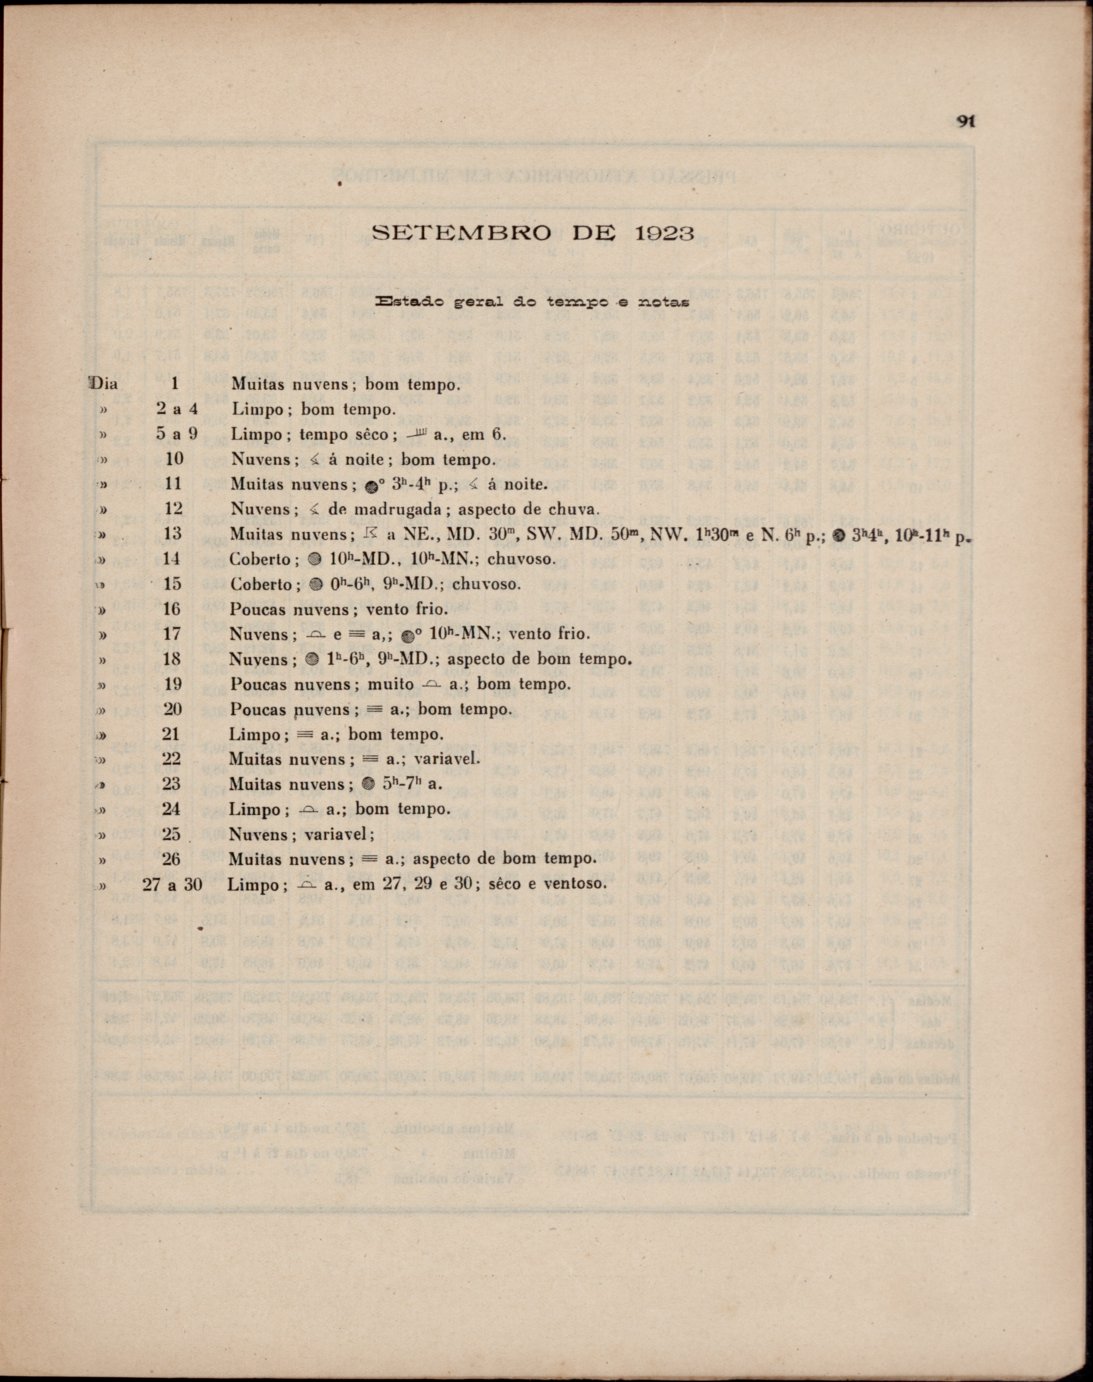 91
SETEMBRO DE 1923
Estado geral do tempo e notas
Dia 1 Muitas nuvens; bom tempo.
» 2 a 4 Limpo; bom tempo.
» 5 a 9 Limpo; tempo sêco; a., em 6.
» 10 Nuvens; á noite; bom tempo.
» 11 Muitas nuvens; º 3ʰ-4ʰ p.; á noite.
» 12 Nuvens; de madrugada; aspecto de chuva.
» 13 Muitas nuvens; a NE., MD. 30ᵐ, SW. MD. 50ᵐ, NW. 1ʰ30ᵐ e N. 6ʰ p.; 3ʰ4ʰ, 10ʰ-11ʰ p.
» 14 Coberto; 10ʰ-MD., 10ʰ-MN.; chuvoso.
» 15 Coberto; 0ʰ-6ʰ, 9ʰ-MD.; chuvoso.
» 16 Poucas nuvens; vento frio.
» 17 Nuvens; ⌓ e ≡ a,; º 10ʰ-MN.; vento frio.
» 18 Nuvens; 1ʰ-6ʰ, 9ʰ-MD.; aspecto de bom tempo.
» 19 Poucas nuvens; muito ⌓ a.; bom tempo.
» 20 Poucas nuvens; ≡ a.; bom tempo.
» 21 Limpo; ≡ a.; bom tempo.
» 22 Muitas nuvens; ≡ a.; variavel.
» 23 Muitas nuvens; 5ʰ-7ʰ a.
» 24 Limpo; ⌓ a.; bom tempo.
» 25 Nuvens; variavel;
» 26 Muitas nuvens; ≡ a.; aspecto de bom tempo.
» 27 a 30 Limpo; ⌓ a., em 27, 29 e 30; sêco e ventoso.